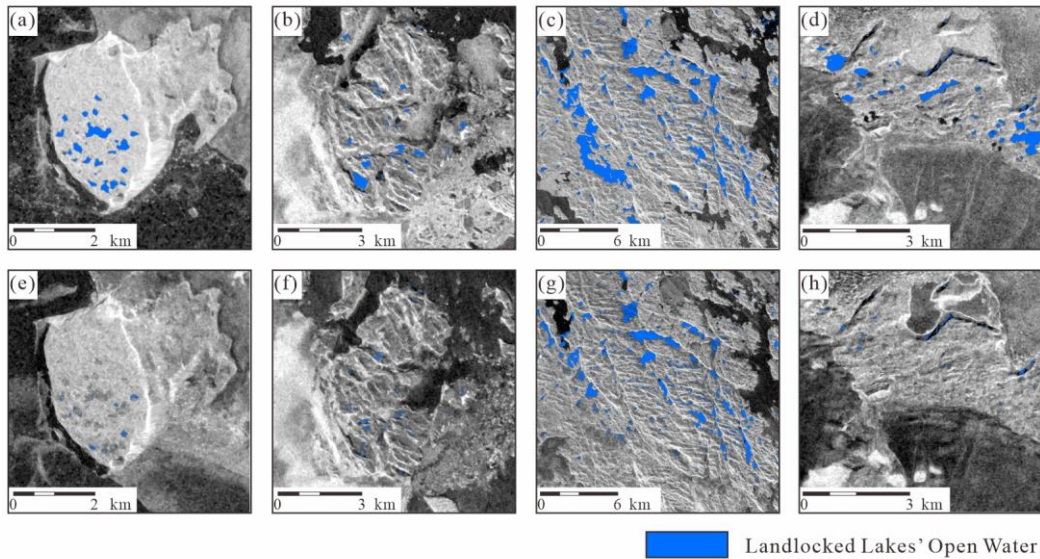 (a) (b) (c) (d)
0 2 km 0 3 km 0 6 km 0 3 km
(e) (f) (g) (h)
0 2 km 0 3 km 0 6 km 0 3 km
Landlocked Lakes' Open Water